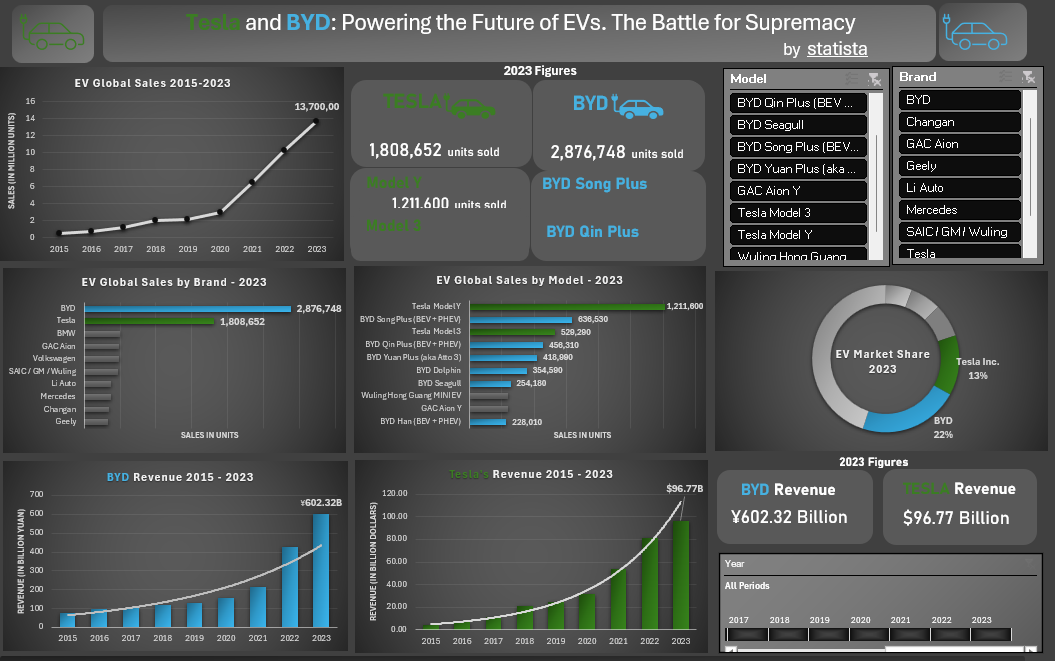 Tesla and BYD: Powering the Future of EVs. The Battle for Supremacy
by statista
EV Global Sales 2015-2023
SALES (IN MILLION UNITS)
16
14
12
10
8
6
4
2
0
13,700,00
2015 2016 2017 2018 2019 2020 2021 2022 2023
2023 Figures
TESLA
1,808,652 units sold
BYD
2,876,748 units sold
Model Y
1,211,600 units sold
Model 3
BYD Song Plus
BYD Qin Plus
Model
BYD Qin Plus (BEV ...
BYD Seagull
BYD Song Plus (BEV...
BYD Yuan Plus (aka ...
GAC Aion Y
Tesla Model 3
Tesla Model Y
Wuling Hong Guang
Brand
BYD
Changan
GAC Aion
Geely
Li Auto
Mercedes
SAIC / GM / Wuling
Tesla
EV Global Sales by Brand - 2023
BYD 2,876,748
Tesla 1,808,652
BMW
GAC Aion
Volkswagen
SAIC / GM / Wuling
Li Auto
Mercedes
Changan
Geely
SALES IN UNITS
EV Global Sales by Model - 2023
Tesla Model Y 1,211,600
BYD Song Plus (BEV + PHEV) 636,530
Tesla Model 3 529,290
BYD Qin Plus (BEV + PHEV) 456,310
BYD Yuan Plus (aka Atto 3) 418,990
BYD Dolphin 354,590
BYD Seagull 254,180
Wuling Hong Guang MINI EV
GAC Aion Y
BYD Han (BEV + PHEV) 228,010
SALES IN UNITS
EV Market Share
2023
Tesla Inc.
13%
BYD
22%
BYD Revenue 2015 - 2023
REVENUE (IN BILLION YUAN)
700
600
500
400
300
200
100
0
¥602.32B
2015 2016 2017 2018 2019 2020 2021 2022 2023
Tesla's Revenue 2015 - 2023
REVENUE (IN BILLION DOLLARS)
120.00
100.00
80.00
60.00
40.00
20.00
0.00
$96.77B
2015 2016 2017 2018 2019 2020 2021 2022 2023
2023 Figures
BYD Revenue
¥602.32 Billion
TESLA Revenue
$96.77 Billion
Year
All Periods
2017 2018 2019 2020 2021 2022 2023